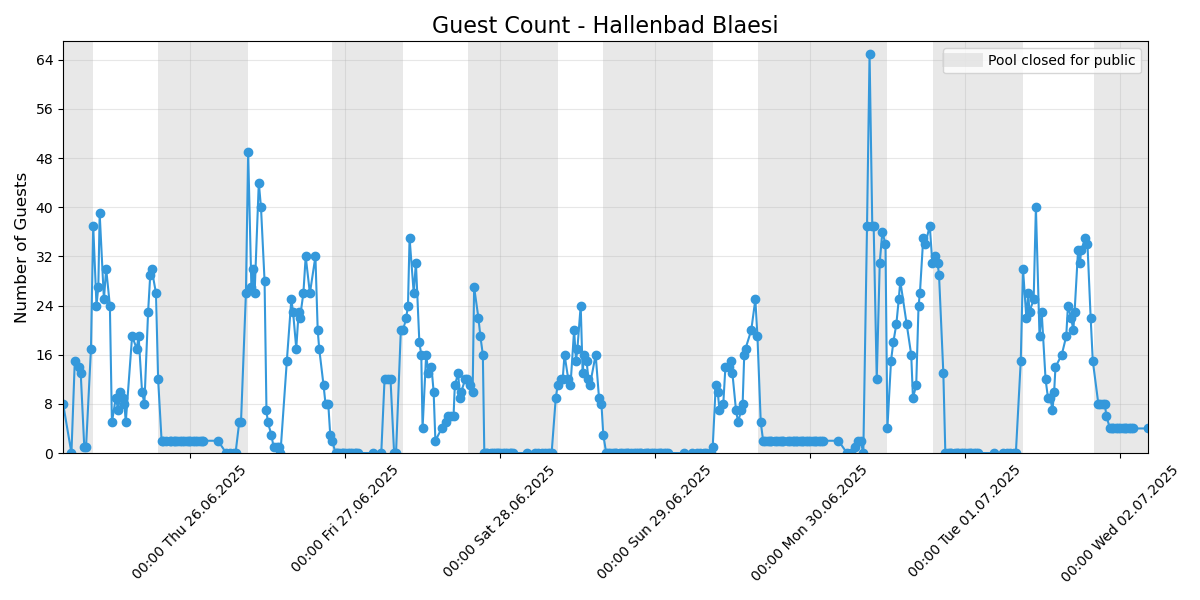 Guest Count - Hallenbad Blaesi
Pool closed for public
Number of Guests
64
56
48
40
32
24
16
8
0
00:00 Thu 26.06.2025
00:00 Fri 27.06.2025
00:00 Sat 28.06.2025
00:00 Sun 29.06.2025
00:00 Mon 30.06.2025
00:00 Tue 01.07.2025
00:00 Wed 02.07.2025